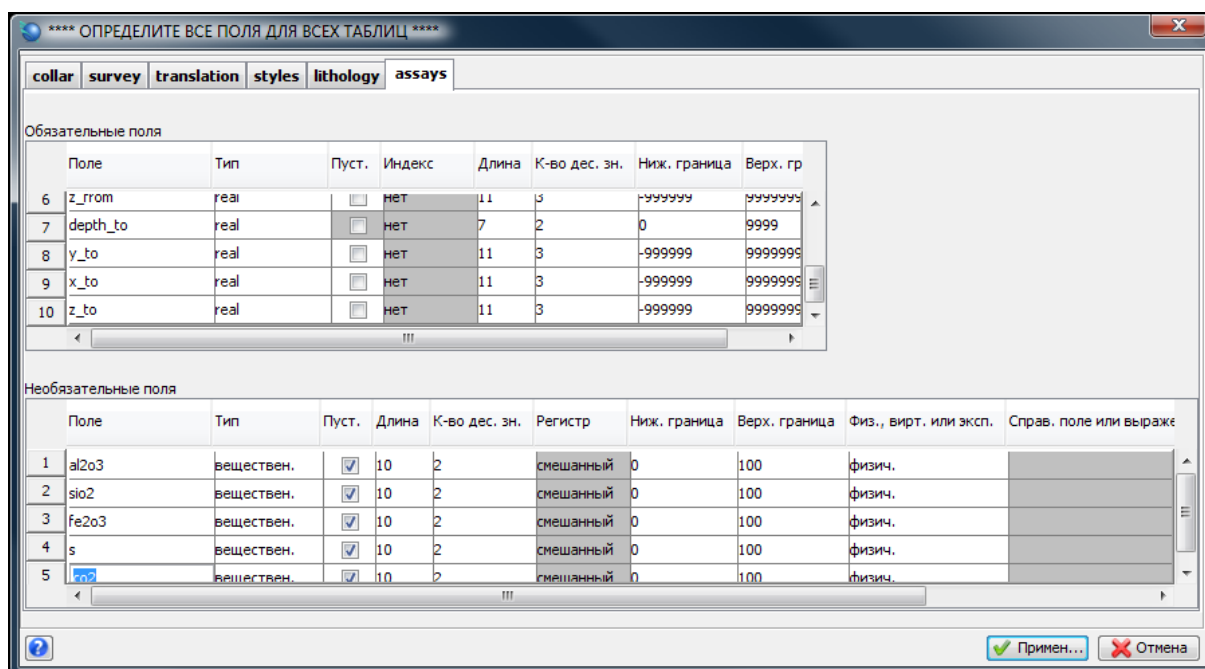 **** ОПРЕДЕЛИТЕ ВСЕ ПОЛЯ ДЛЯ ВСЕХ ТАБЛИЦ ****
collar survey translation styles lithology assays
Обязательные поля
Поле Тип Пуст. Индекс Длина К-во дес. зн. Ниж. граница Верх. гр
6 z_from real нет 11 3 -999999 9999999
7 depth_to real нет 7 2 0 9999
8 y_to real нет 11 3 -999999 9999999
9 x_to real нет 11 3 -999999 9999999
10 z_to real нет 11 3 -999999 9999999
Необязательные поля
Поле Тип Пуст. Длина К-во дес. зн. Регистр Ниж. граница Верх. граница Физ., вирт. или эксп. Справ. поле или выраже
1 al2o3 веществен. 10 2 смешанный 0 100 физич.
2 sio2 веществен. 10 2 смешанный 0 100 физич.
3 fe2o3 веществен. 10 2 смешанный 0 100 физич.
4 s веществен. 10 2 смешанный 0 100 физич.
5 co2 веществен. 10 2 смешанный 0 100 физич.
Примен... Отмена